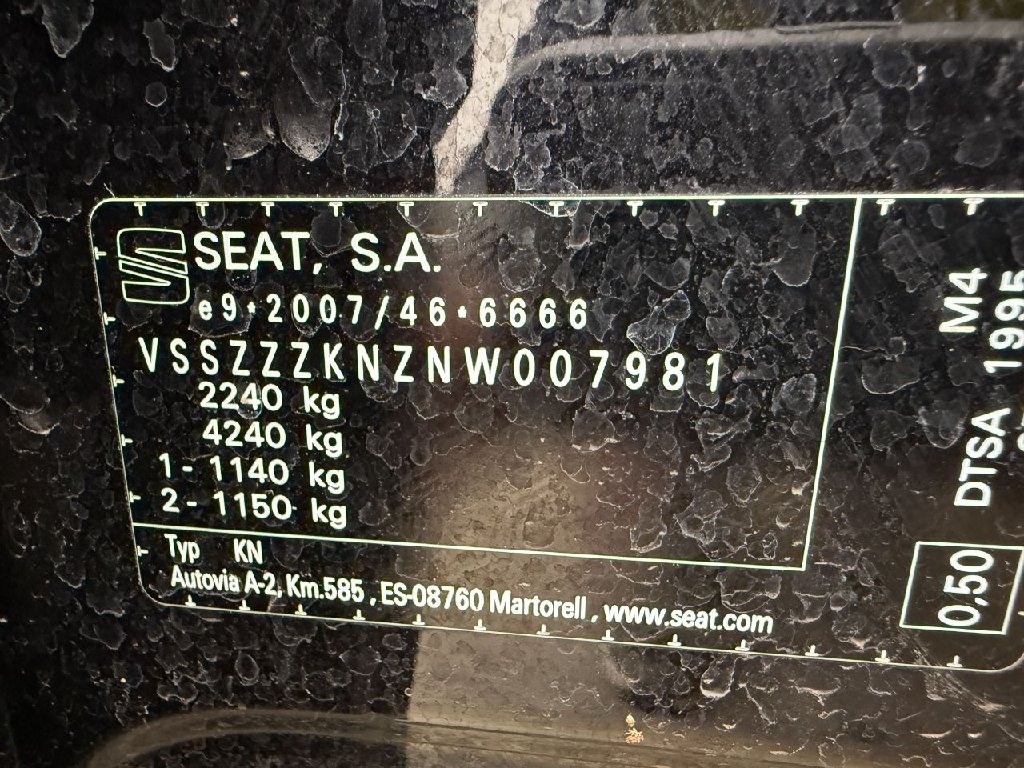 SEAT, S.A.
e9*2007/46*6666
VSSZZZKNZNW007981
2240 kg
4240 kg
1- 1140 kg
2- 1150 kg
Typ KN
Autovia A-2, Km.585 , ES-08760 Martorell , www.seat.com
M4
1995
DTSA
0,50